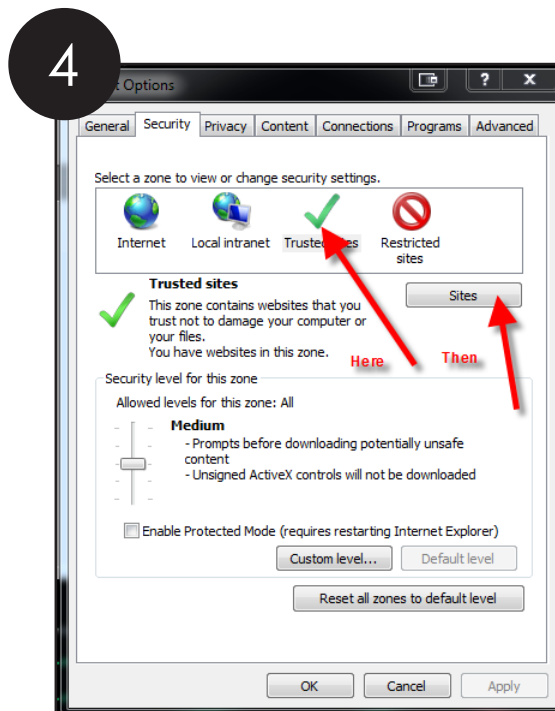 4
t Options
General Security Privacy Content Connections Programs Advanced
Select a zone to view or change security settings.
Internet Local intranet Trusted sites Restricted sites
Trusted sites
Sites
This zone contains websites that you
trust not to damage your computer or
your files.
You have websites in this zone.
Here Then
Security level for this zone
Allowed levels for this zone: All
Medium
- Prompts before downloading potentially unsafe
content
- Unsigned ActiveX controls will not be downloaded
Enable Protected Mode (requires restarting Internet Explorer)
Custom level... Default level
Reset all zones to default level
OK Cancel Apply